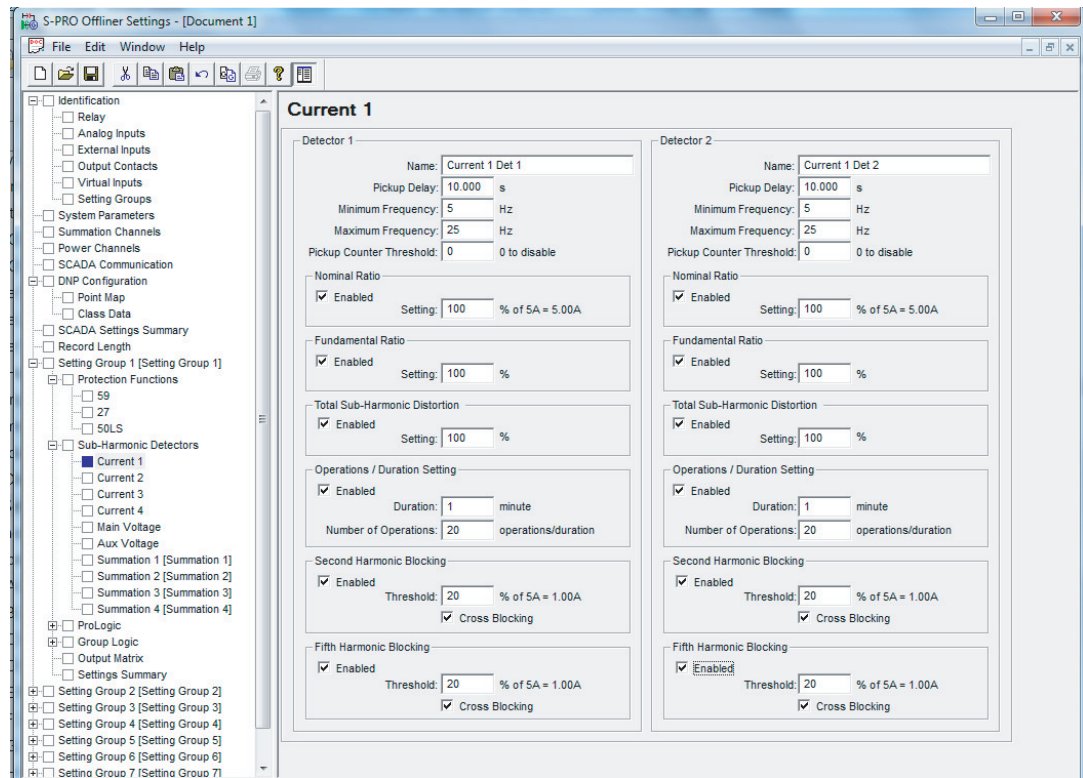 S-PRO Offliner Settings - [Document 1]
File Edit Window Help
Identification
Relay
Analog Inputs
External Inputs
Output Contacts
Virtual Inputs
Setting Groups
System Parameters
Summation Channels
Power Channels
SCADA Communication
DNP Configuration
Point Map
Class Data
SCADA Settings Summary
Record Length
Setting Group 1 [Setting Group 1]
Protection Functions
59
27
50LS
Sub-Harmonic Detectors
Current 1
Current 2
Current 3
Current 4
Main Voltage
Aux Voltage
Summation 1 [Summation 1]
Summation 2 [Summation 2]
Summation 3 [Summation 3]
Summation 4 [Summation 4]
ProLogic
Group Logic
Output Matrix
Settings Summary
Setting Group 2 [Setting Group 2]
Setting Group 3 [Setting Group 3]
Setting Group 4 [Setting Group 4]
Setting Group 5 [Setting Group 5]
Setting Group 6 [Setting Group 6]
Setting Group 7 [Setting Group 7]
Current 1
Detector 1
Name: Current 1 Det 1
Pickup Delay: 10.000 s
Minimum Frequency: 5 Hz
Maximum Frequency: 25 Hz
Pickup Counter Threshold: 0 0 to disable
Nominal Ratio
Enabled
Setting: 100 % of 5A = 5.00A
Fundamental Ratio
Enabled
Setting: 100 %
Total Sub-Harmonic Distortion
Enabled
Setting: 100 %
Operations / Duration Setting
Enabled
Duration: 1 minute
Number of Operations: 20 operations/duration
Second Harmonic Blocking
Enabled
Threshold: 20 % of 5A = 1.00A
Cross Blocking
Fifth Harmonic Blocking
Enabled
Threshold: 20 % of 5A = 1.00A
Cross Blocking
Detector 2
Name: Current 1 Det 2
Pickup Delay: 10.000 s
Minimum Frequency: 5 Hz
Maximum Frequency: 25 Hz
Pickup Counter Threshold: 0 0 to disable
Nominal Ratio
Enabled
Setting: 100 % of 5A = 5.00A
Fundamental Ratio
Enabled
Setting: 100 %
Total Sub-Harmonic Distortion
Enabled
Setting: 100 %
Operations / Duration Setting
Enabled
Duration: 1 minute
Number of Operations: 20 operations/duration
Second Harmonic Blocking
Enabled
Threshold: 20 % of 5A = 1.00A
Cross Blocking
Fifth Harmonic Blocking
Enabled
Threshold: 20 % of 5A = 1.00A
Cross Blocking